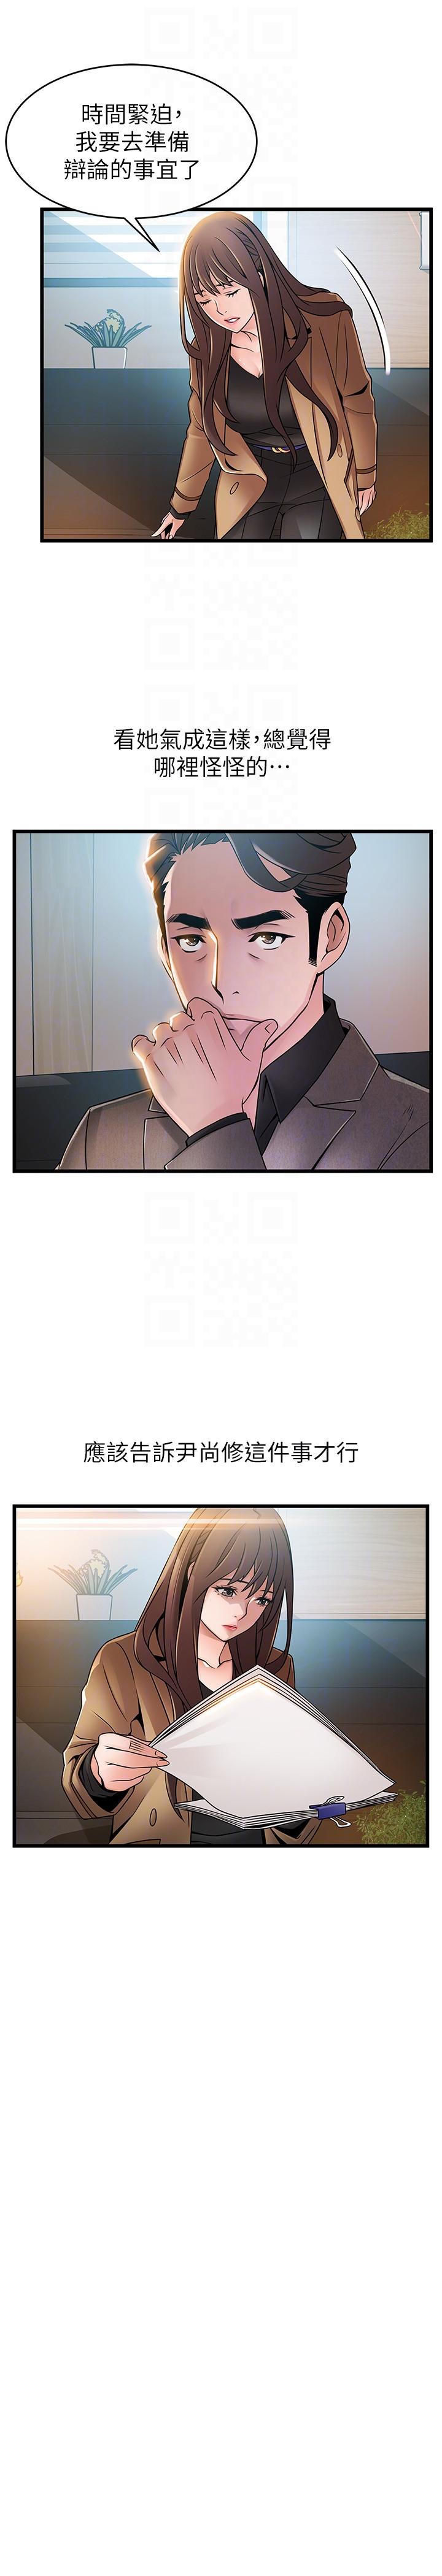 時間緊迫，
我要去準備
辯論的事宜了
看她氣成這樣，總覺得
哪裡怪怪的…
應該告訴尹尚修這件事才行